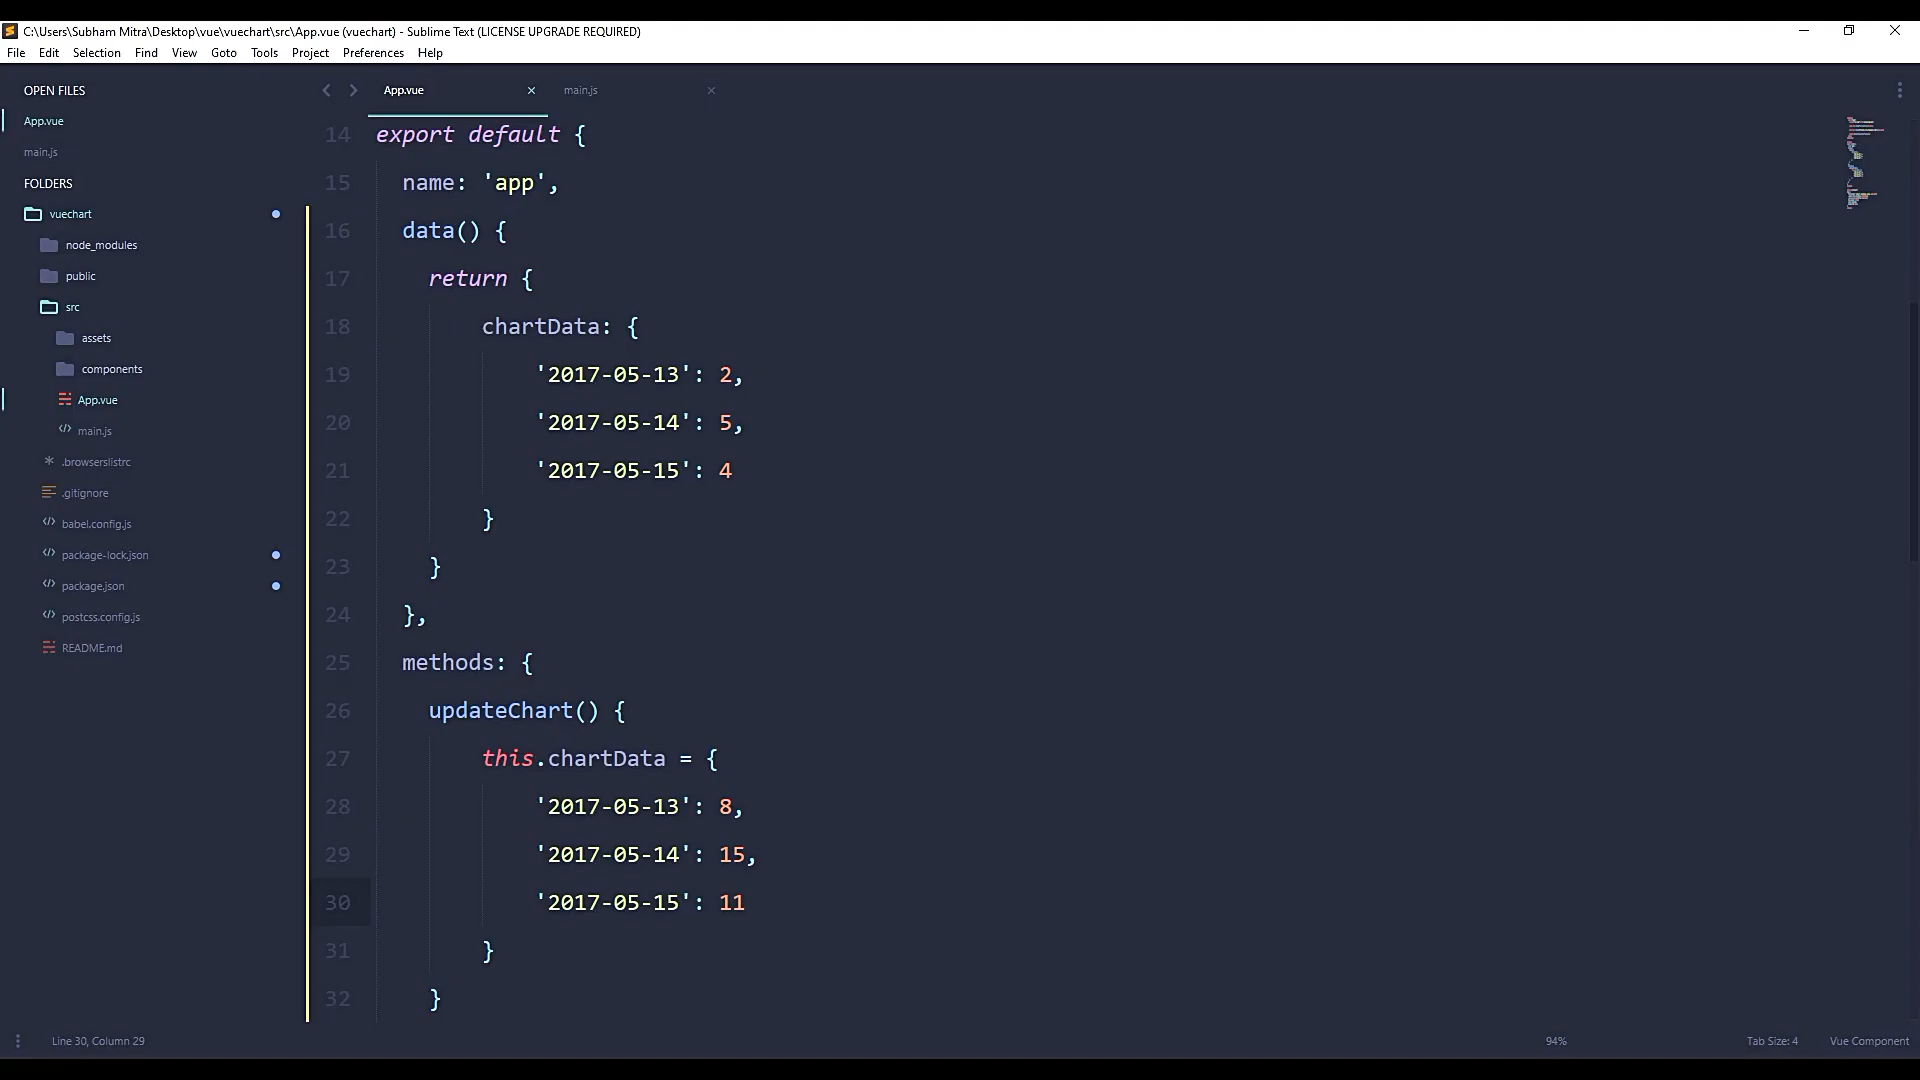 C:\Users\Subham Mitra\Desktop\vue\vuechart\src\App.vue (vuechart) - Sublime Text (LICENSE UPGRADE REQUIRED)
File Edit Selection Find View Goto Tools Project Preferences Help
OPEN FILES
App.vue
main.js
FOLDERS
vuechart
node_modules
public
src
assets
components
App.vue
main.js
.browserslistrc
.gitignore
babel.config.js
package-lock.json
package.json
postcss.config.js
README.md
App.vue main.js
14 export default {
15 name: 'app',
16 data() {
17 return {
18 chartData: {
19 '2017-05-13': 2,
20 '2017-05-14': 5,
21 '2017-05-15': 4
22 }
23 }
24 },
25 methods: {
26 updateChart() {
27 this.chartData = {
28 '2017-05-13': 8,
29 '2017-05-14': 15,
30 '2017-05-15': 11
31 }
32 }
Line 30, Column 29 94% Tab Size: 4 Vue Component